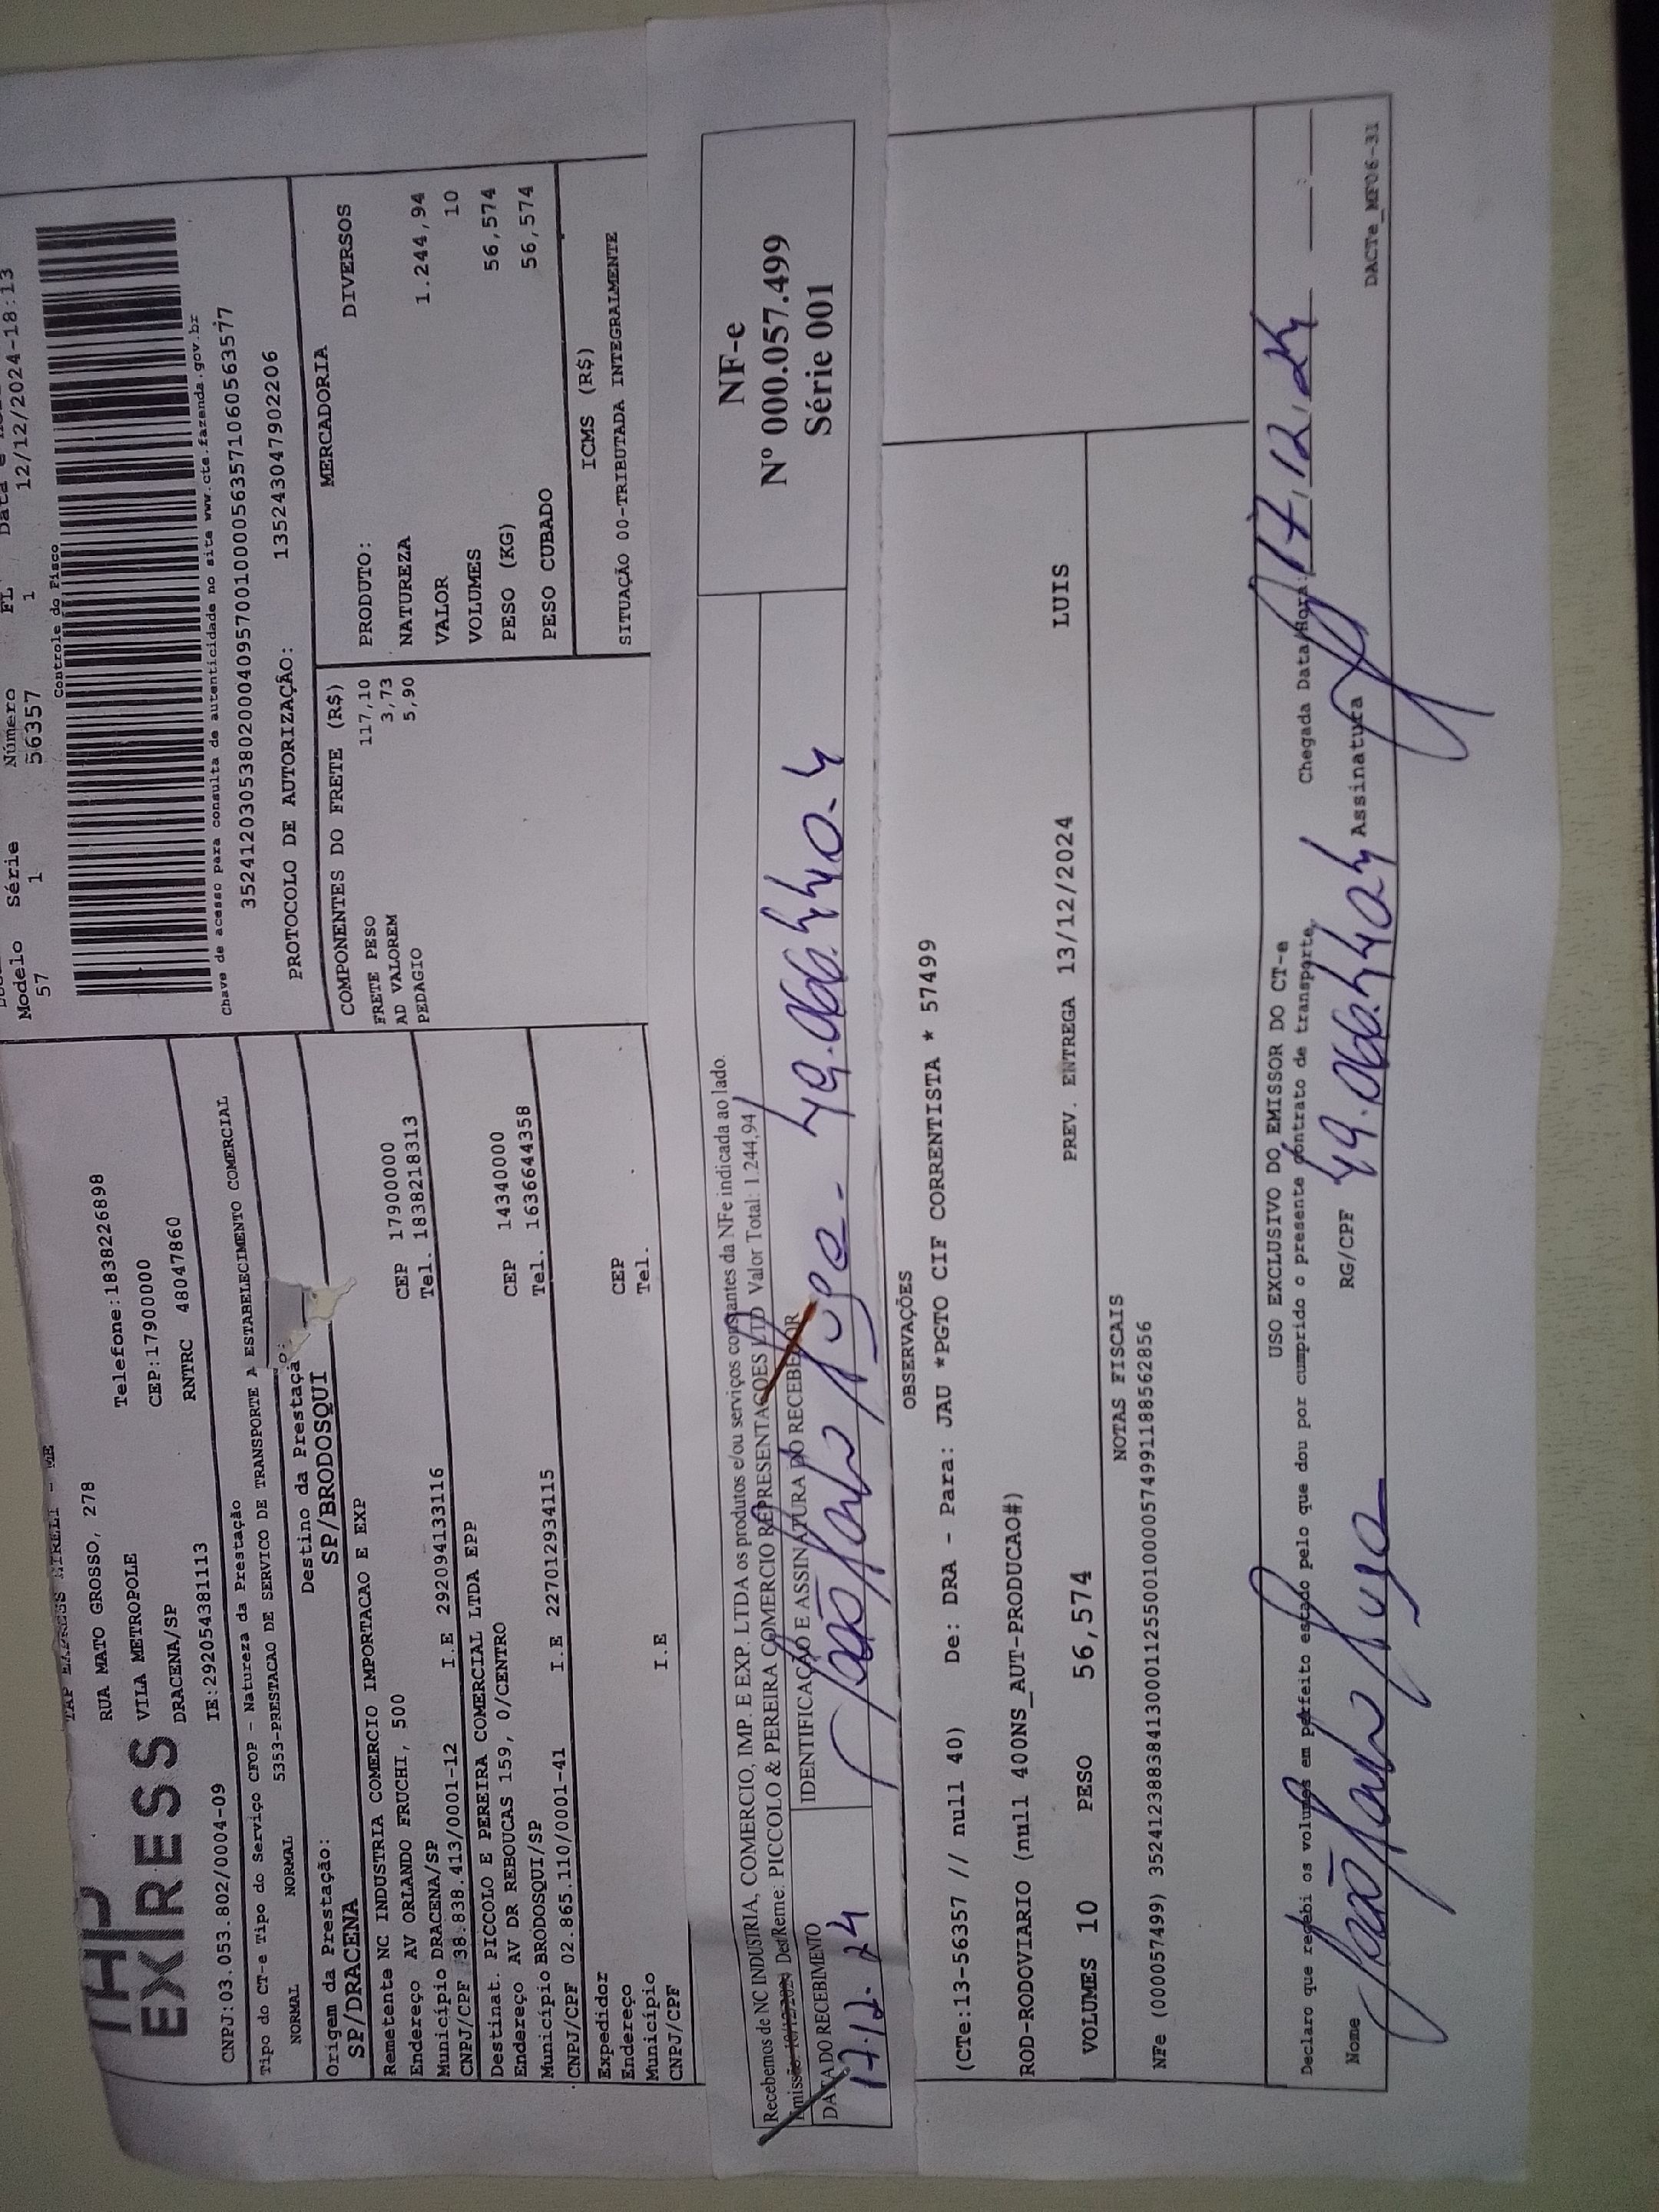 EXPRESS
TAP EXPRESS EIRELI - ME
RUA MATO GROSSO, 278 Telefone:1838226898
VILA METROPOLE CEP:17900000
DRACENA/SP RNTRC 48047860
CNPJ:03.053.802/0004-09 IE:292054381113
Modelo Série Número FL
57 1 56357 1 12/12/2024-18:13
Controle do Fisco
Chave de acesso para consulta de autenticidade no site www.cte.fazenda.gov.br
35241203053802000409570010000563571060563577
PROTOCOLO DE AUTORIZAÇÃO: 135243047902206
Tipo do CT-e Tipo do Serviço CFOP - Natureza da Prestação
NORMAL NORMAL 5353-PRESTACAO DE SERVICO DE TRANSPORTE A ESTABELECIMENTO COMERCIAL
Origem da Prestação: Destino da Prestação:
SP/DRACENA SP/BRODOSQUI
Remetente NC INDUSTRIA COMERCIO IMPORTACAO E EXP
Endereço AV ORLANDO FRUCHI, 500 CEP 17900000
Município DRACENA/SP Tel. 1838218313
CNPJ/CPF 38.838.413/0001-12 I.E 292094133116
Destinat. PICCOLO E PEREIRA COMERCIAL LTDA EPP
Endereço AV DR REBOUCAS 159, 0/CENTRO CEP 14340000
Município BRODOSQUI/SP Tel. 1636644358
CNPJ/CPF 02.865.110/0001-41 I.E 227012934115
Expedidor
Endereço CEP
Município Tel.
CNPJ/CPF I.E
COMPONENTES DO FRETE (R$)
FRETE PESO 117,10
AD VALOREM 3,73
PEDAGIO 5,90
MERCADORIA
PRODUTO: DIVERSOS
NATUREZA
VALOR 1.244,94
VOLUMES 10
PESO (KG) 56,574
PESO CUBADO 56,574
ICMS (R$)
SITUAÇÃO 00-TRIBUTADA INTEGRALMENTE
Recebemos de NC INDUSTRIA, COMERCIO, IMP. E EXP. LTDA os produtos e/ou serviços constantes da NFe indicada ao lado.
Emissão: 10/12/2024 Dest/Reme: PICCOLO & PEREIRA COMERCIO REPRESENTACOES LTD Valor Total: 1.244,94
DATA DO RECEBIMENTO IDENTIFICAÇÃO E ASSINATURA DO RECEBEDOR
17.12.24
NF-e
Nº 000.057.499
Série 001
OBSERVAÇÕES
(CTe:13-56357 // null 40) De: DRA - Para: JAU *PGTO CIF CORRENTISTA * 57499
ROD-RODOVIARIO (null 400NS_AUT-PRODUCAO#)
VOLUMES 10 PESO 56,574 PREV. ENTREGA 13/12/2024 LUIS
NOTAS FISCAIS
NFe (000057499) 35241238838413000112550010000574991188562856
USO EXCLUSIVO DO EMISSOR DO CT-e
Declaro que recebi os volumes em perfeito estado pelo que dou por cumprido o presente contrato de transporte, Chegada Data/Hora: 17/12/24
Nome RG/CPF Assinatura
DACTe_MF06-31